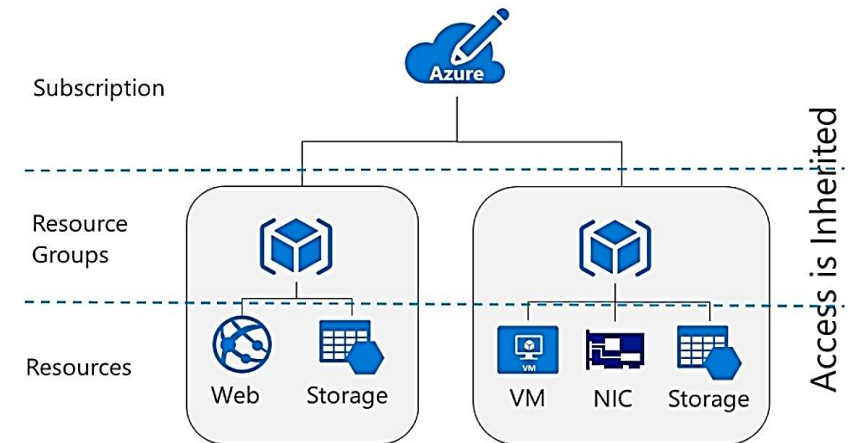 Azure
Subscription
Resource
Groups
Resources
Web
Storage
VM
VM
NIC
Storage
Access is Inherited